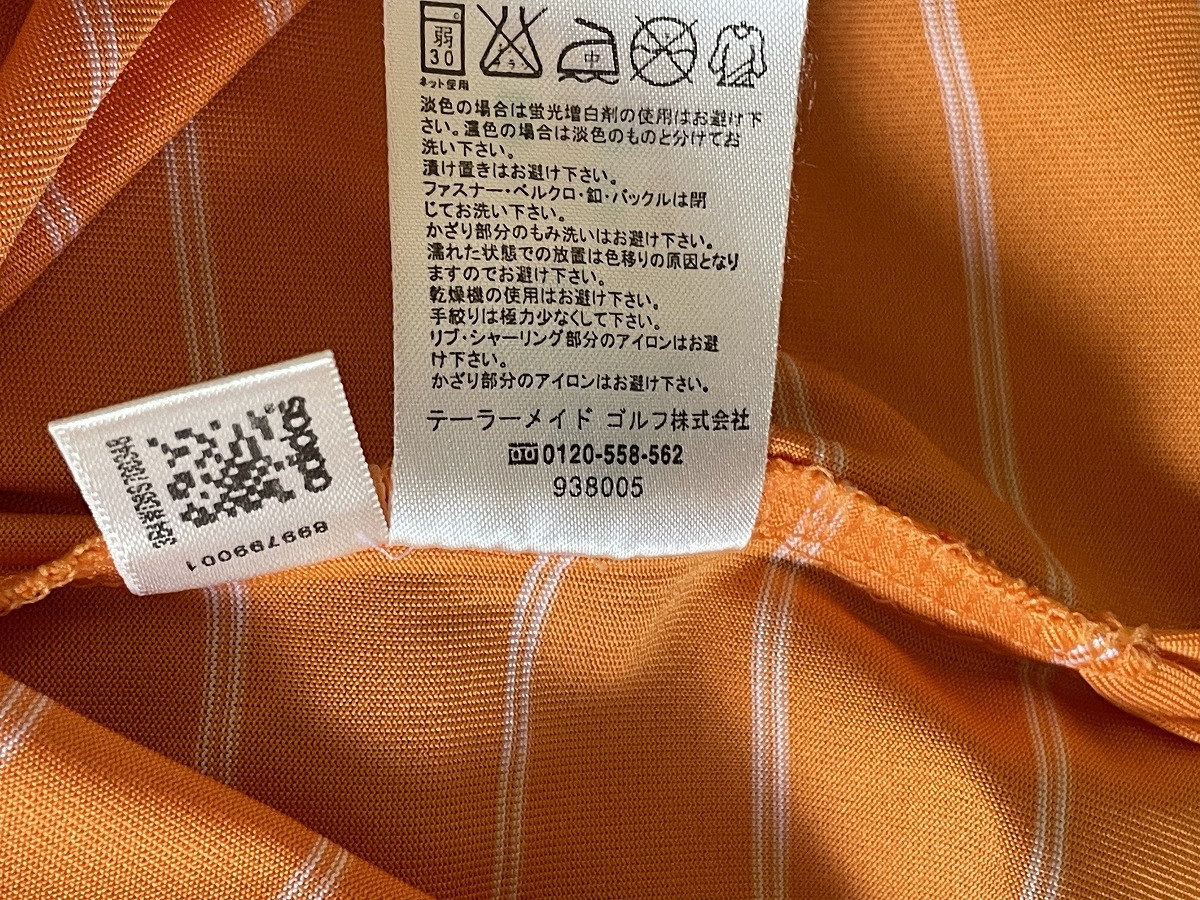 弱
30
ネット使用
中
淡色の場合は蛍光増白剤の使用はお避け下
さい。濃色の場合は淡色のものと分けてお
洗い下さい。
漬け置きはお避け下さい。
ファスナー・ベルクロ・釦・バックルは閉
じてお洗い下さい。
かざり部分のもみ洗いはお避け下さい。
濡れた状態での放置は色移りの原因となり
ますのでお避け下さい。
乾燥機の使用はお避け下さい。
手絞りは極力少なくして下さい。
リブ・シャーリング部分のアイロンはお避
け下さい。
かざり部分のアイロンはお避け下さい。
テーラーメイド ゴルフ株式会社
0120-558-562
938005
adidas
899799001